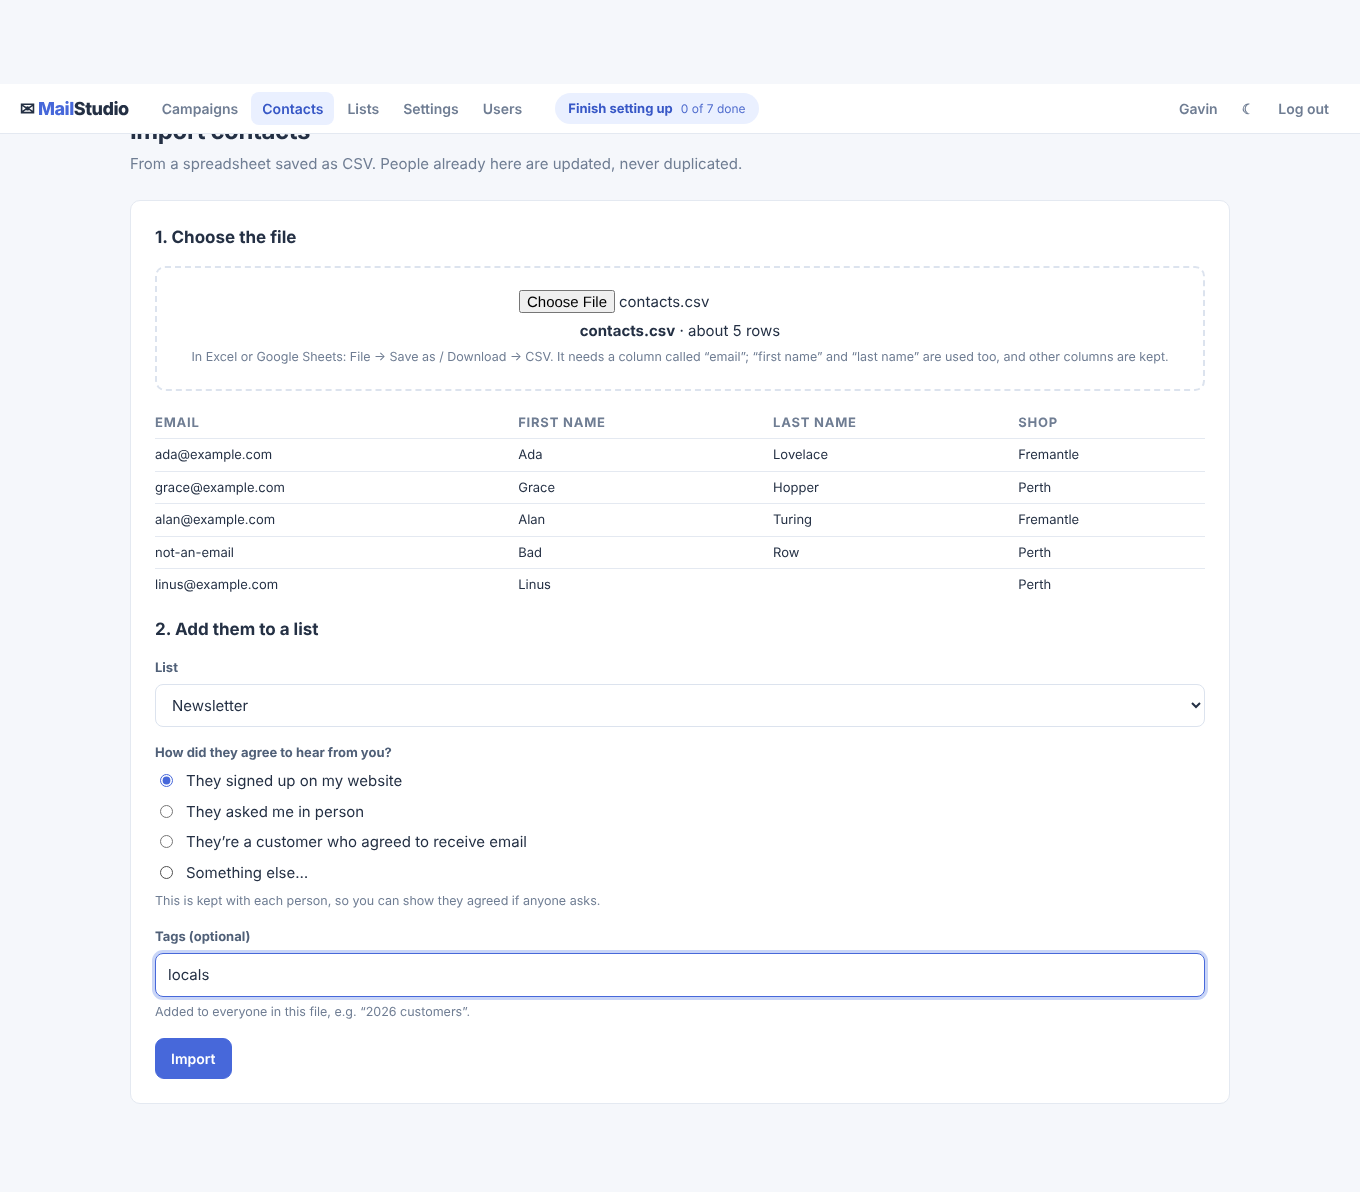 ✉ MailStudio Campaigns Contacts Lists Settings Users Finish setting up 0 of 7 done Gavin ☾ Log out
Import contacts
From a spreadsheet saved as CSV. People already here are updated, never duplicated.
1. Choose the file
Choose File contacts.csv
contacts.csv · about 5 rows
In Excel or Google Sheets: File → Save as / Download → CSV. It needs a column called “email”; “first name” and “last name” are used too, and other columns are kept.
EMAIL FIRST NAME LAST NAME SHOP
ada@example.com Ada Lovelace Fremantle
grace@example.com Grace Hopper Perth
alan@example.com Alan Turing Fremantle
not-an-email Bad Row Perth
linus@example.com Linus Perth
2. Add them to a list
List
Newsletter
How did they agree to hear from you?
They signed up on my website
They asked me in person
They’re a customer who agreed to receive email
Something else…
This is kept with each person, so you can show they agreed if anyone asks.
Tags (optional)
locals
Added to everyone in this file, e.g. “2026 customers”.
Import